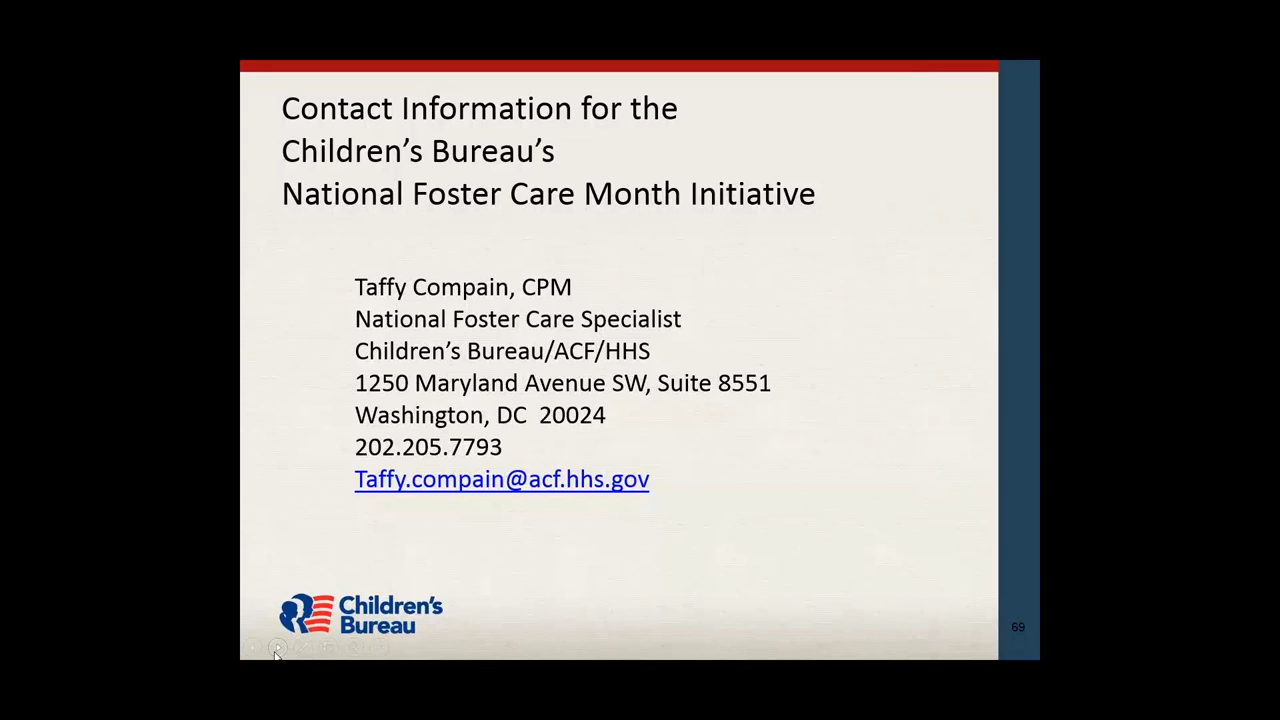 Contact Information for the
Children’s Bureau’s
National Foster Care Month Initiative
Taffy Compain, CPM
National Foster Care Specialist
Children’s Bureau/ACF/HHS
1250 Maryland Avenue SW, Suite 8551
Washington, DC  20024
202.205.7793
Taffy.compain@acf.hhs.gov
Children’s
Bureau
69